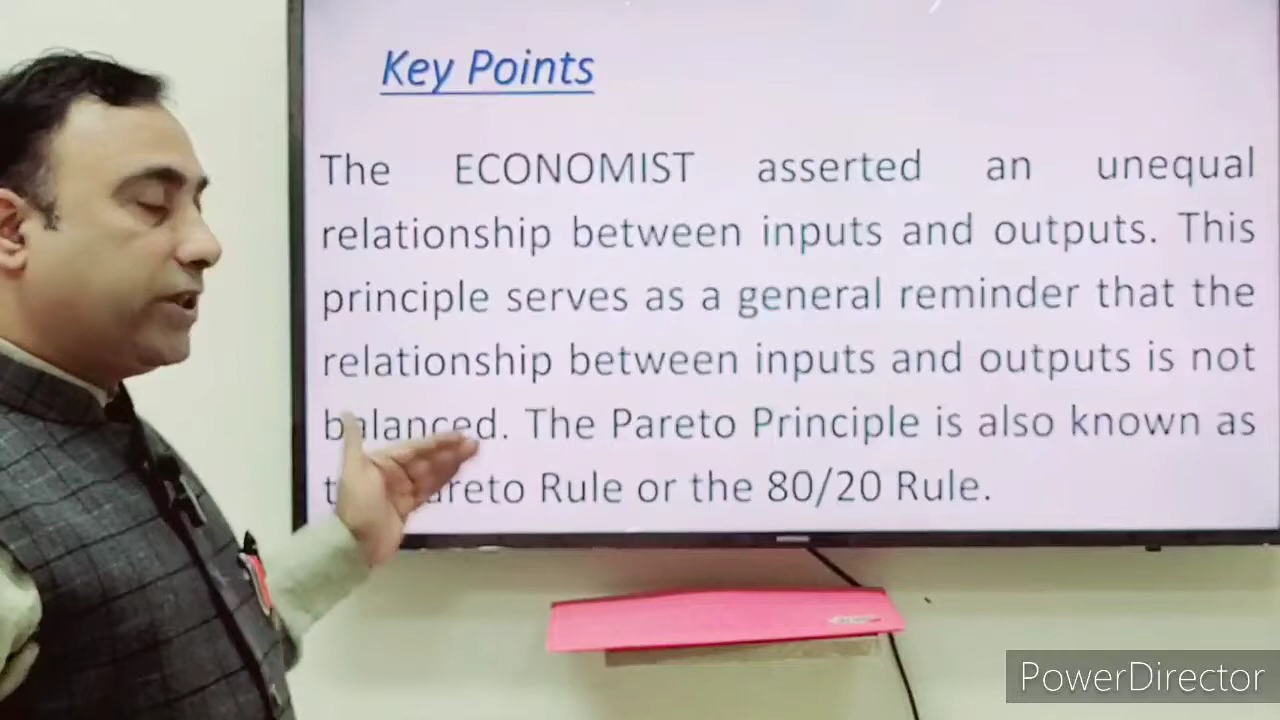 Key Points
The ECONOMIST asserted an unequal
relationship between inputs and outputs. This
principle serves as a general reminder that the
relationship between inputs and outputs is not
balanced. The Pareto Principle is also known as
Rule or the 80/20 Rule.
PowerDirector